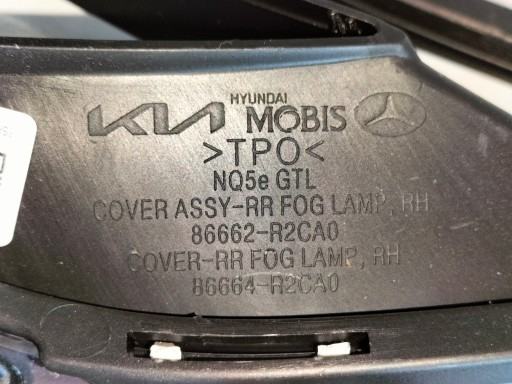 KIA HYUNDAI MOBIS
>TPO<
NQ5e GTL
COVER ASSY-RR FOG LAMP, RH
86662-R2CA0
COVER-RR FOG LAMP, RH
86664-R2CA0